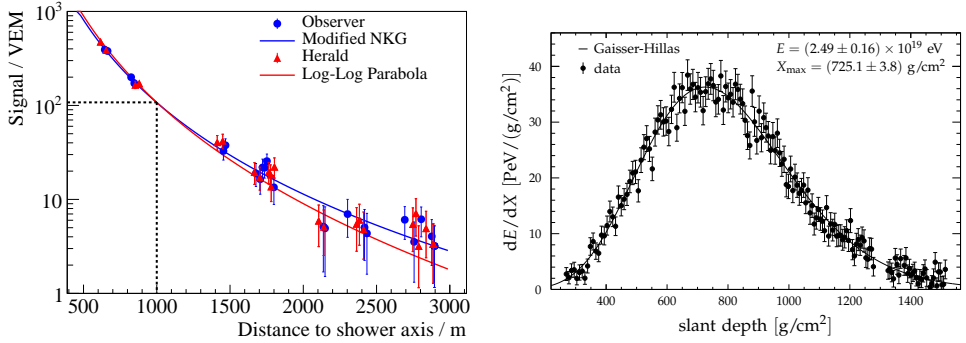 Signal / VEM
10³
10²
10
1
500 1000 1500 2000 2500 3000
Distance to shower axis / m
Observer
Modified NKG
Herald
Log-Log Parabola
dE/dX [PeV/(g/cm²)]
40
30
20
10
0
400 600 800 1000 1200 1400
slant depth [g/cm²]
Gaisser-Hillas
data
E = (2.49 ± 0.16) × 10¹⁹ eV
Xmax = (725.1 ± 3.8) g/cm²